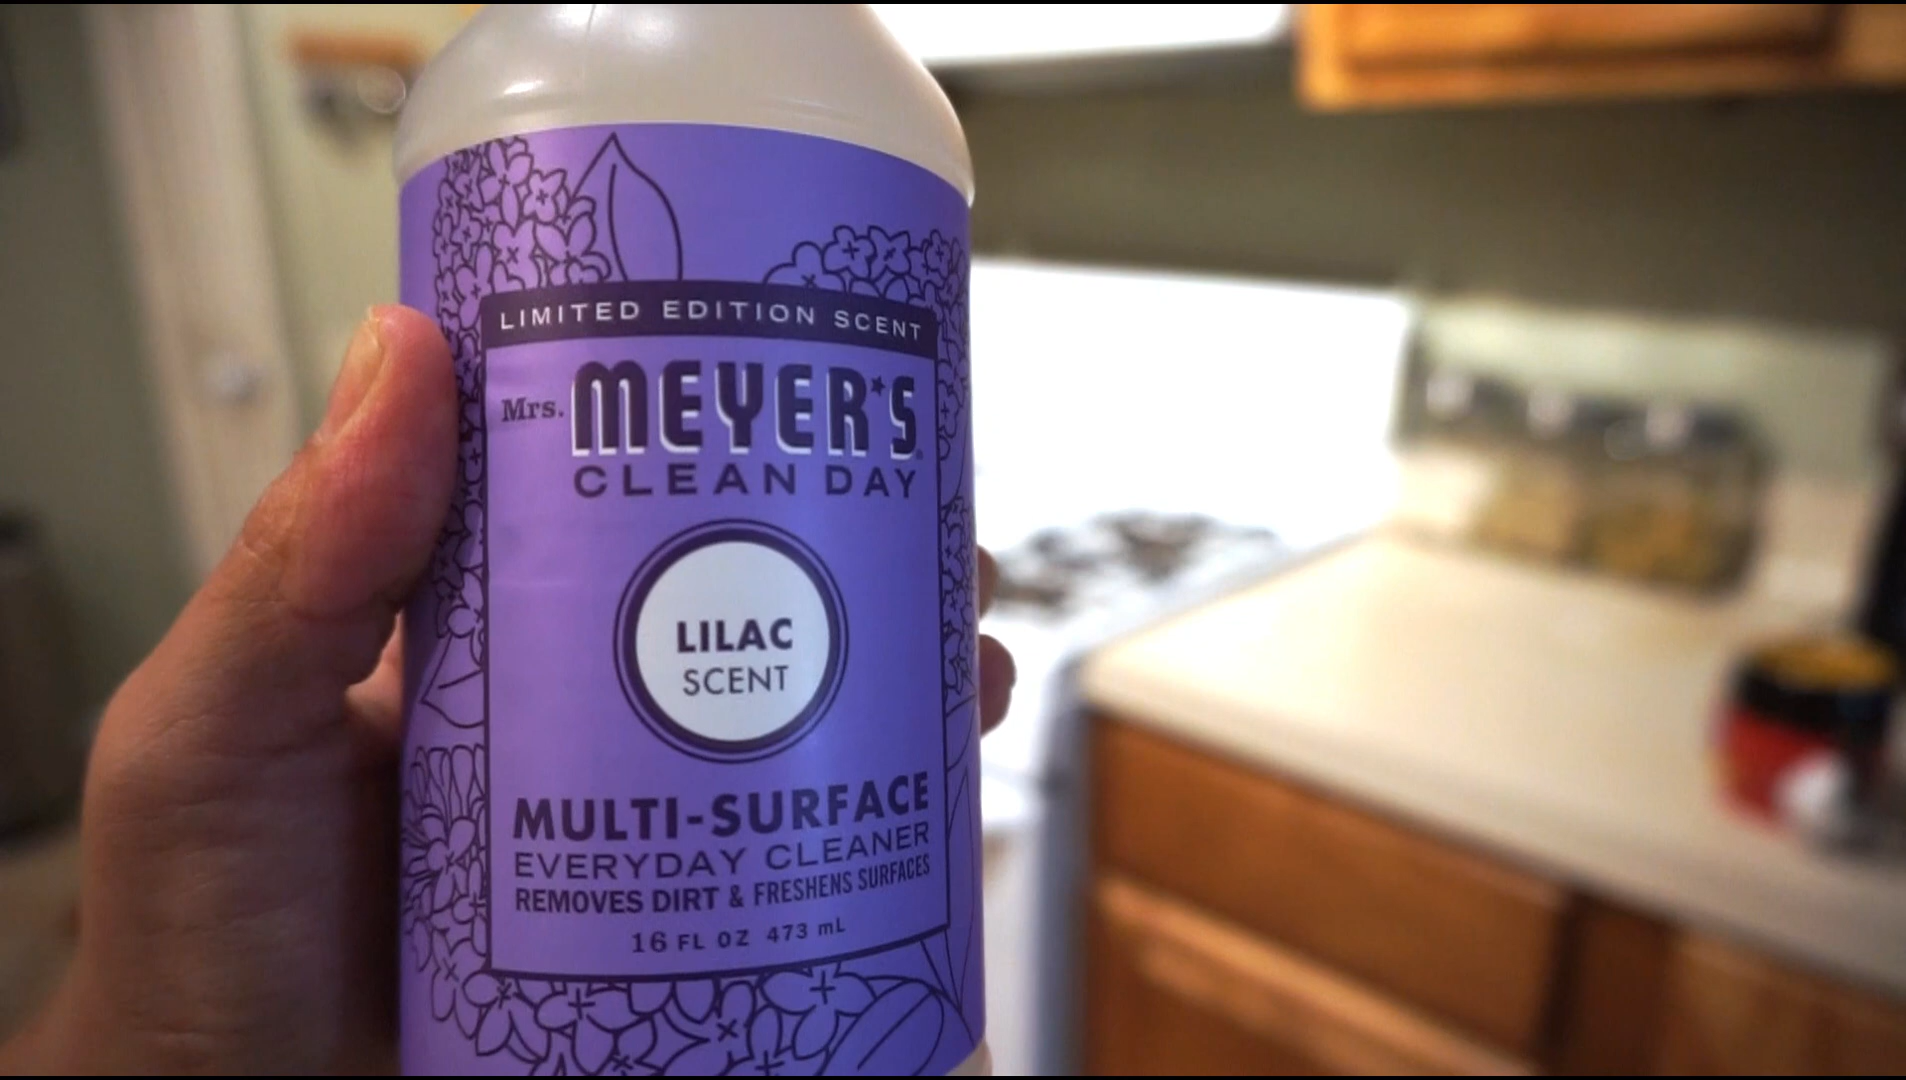 LIMITED EDITION SCENT
Mrs. MEYER'S
CLEAN DAY
LILAC
SCENT
MULTI-SURFACE
EVERYDAY CLEANER
REMOVES DIRT & FRESHENS SURFACES
16 FL OZ 473 mL